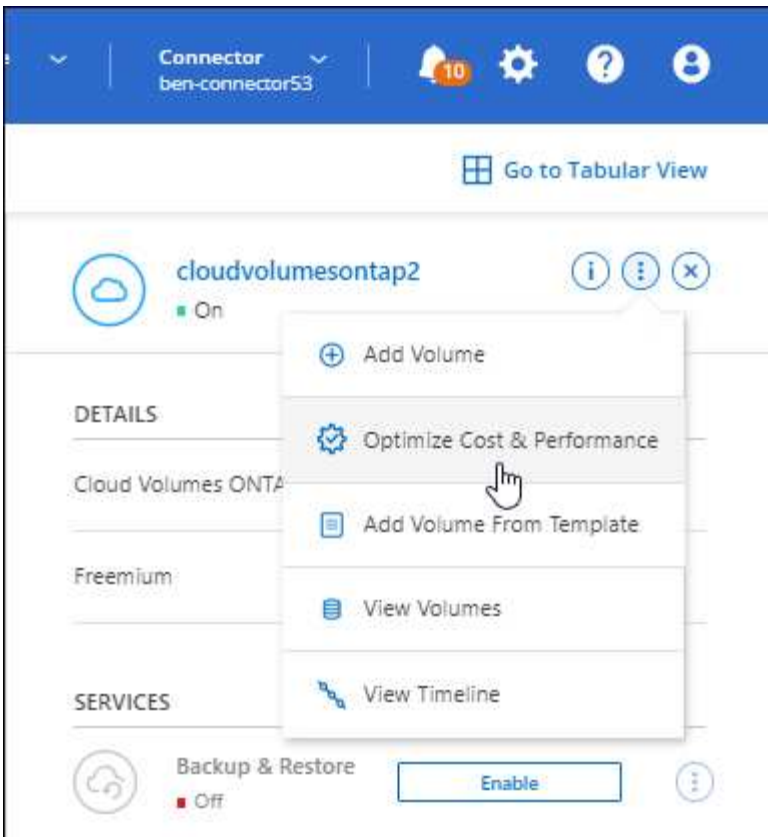 Connector
ben-connector53
10
Go to Tabular View
cloudvolumesontap2
On
Add Volume
DETAILS
Optimize Cost & Performance
Cloud Volumes ONTA
Add Volume From Template
Freemium
View Volumes
View Timeline
SERVICES
Backup & Restore
Off
Enable